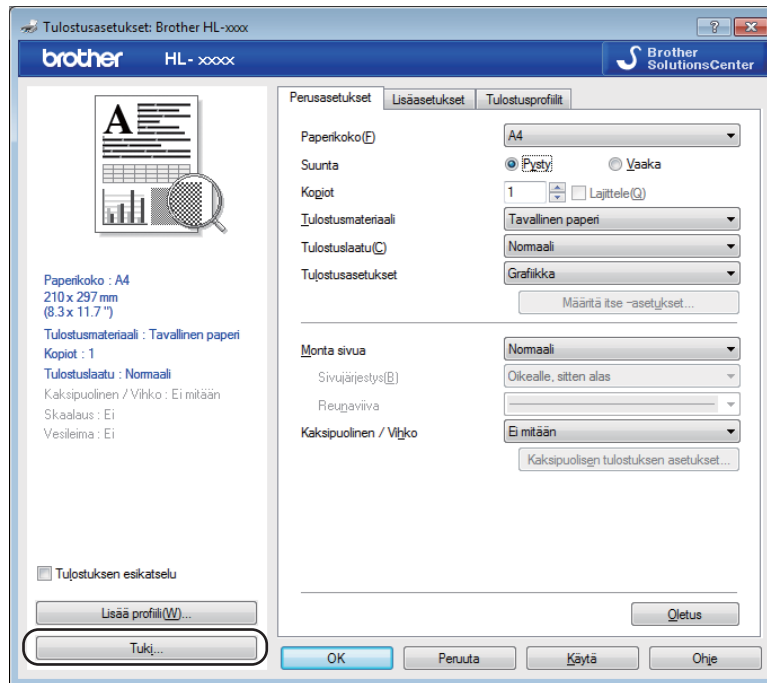 Tulostusasetukset: Brother HL-xxxx
brother HL- xxxx
Brother
SolutionsCenter
A
Paperikoko : A4
210 x 297 mm
(8.3 x 11.7 ")
Tulostusmateriaali : Tavallinen paperi
Kopiot : 1
Tulostuslaatu : Normaali
Kaksipuolinen / Vihko : Ei mitään
Skaalaus : Ei
Vesileima : Ei
Tulostuksen esikatselu
Lisää profiili(W)...
Tuki...
Perusasetukset Lisäasetukset Tulostusprofiilit
Paperikoko(F) A4
Suunta Pysty Vaaka
Kopiot 1 Lajittele(Q)
Tulostusmateriaali Tavallinen paperi
Tulostuslaatu(C) Normaali
Tulostusasetukset Grafiikka
Määritä itse -asetukset...
Monta sivua Normaali
Sivujärjestys(B) Oikealle, sitten alas
Reunaviiva
Kaksipuolinen / Vihko Ei mitään
Kaksipuolisen tulostuksen asetukset...
Oletus
OK Peruuta Käytä Ohje